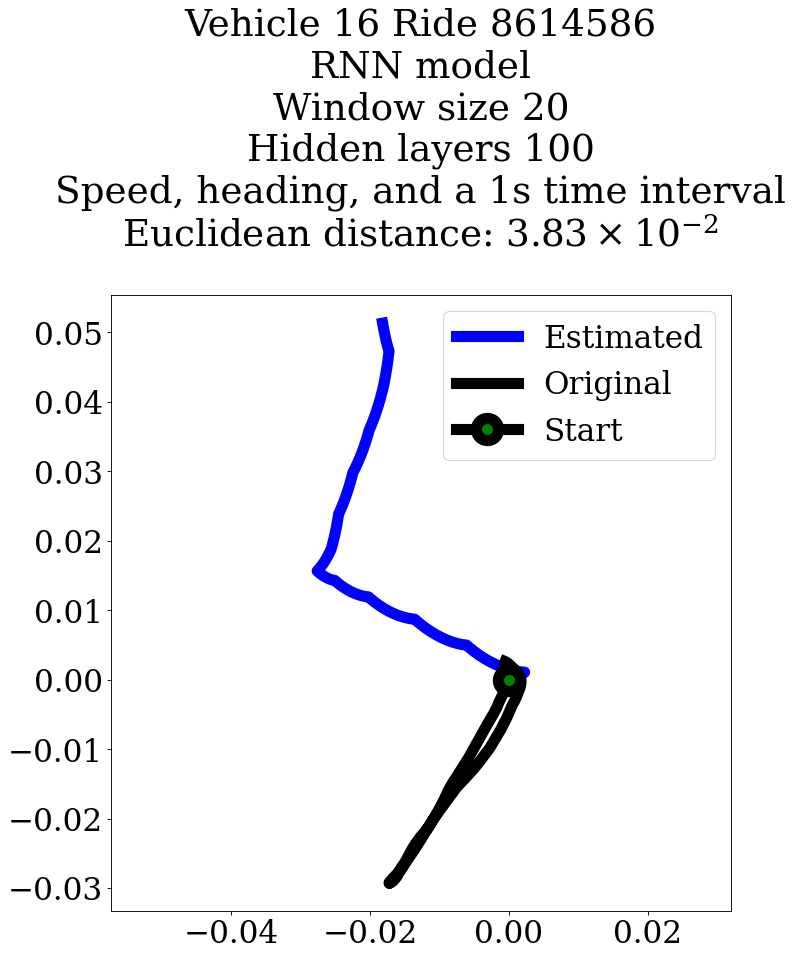 Vehicle 16 Ride 8614586
RNN model
Window size 20
Hidden layers 100
Speed, heading, and a 1s time interval
Euclidean distance: 3.83 × 10⁻²
Estimated
Original
Start
0.05
0.04
0.03
0.02
0.01
0.00
−0.01
−0.02
−0.03
−0.04
−0.02
0.00
0.02